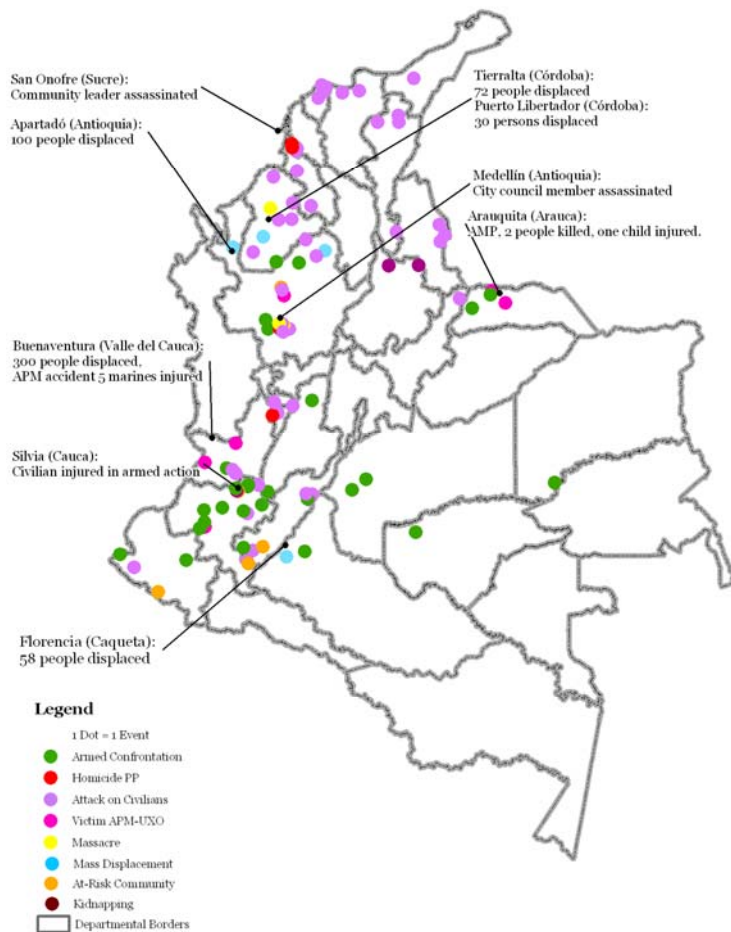 San Onofre (Sucre):
Community leader assassinated
Apartadó (Antioquia):
100 people displaced
Tierralta (Córdoba):
72 people displaced
Puerto Libertador (Córdoba):
30 persons displaced
Medellín (Antioquia):
City council member assassinated
Arauquita (Arauca):
AMP, 2 people killed, one child injured.
Buenaventura (Valle del Cauca):
300 people displaced,
APM accident 5 marines injured
Silvia (Cauca):
Civilian injured in armed action
Florencia (Caqueta):
58 people displaced
Legend
1 Dot = 1 Event
Armed Confrontation
Homicide PP
Attack on Civilians
Victim APM-UXO
Massacre
Mass Displacement
At-Risk Community
Kidnapping
Departmental Borders